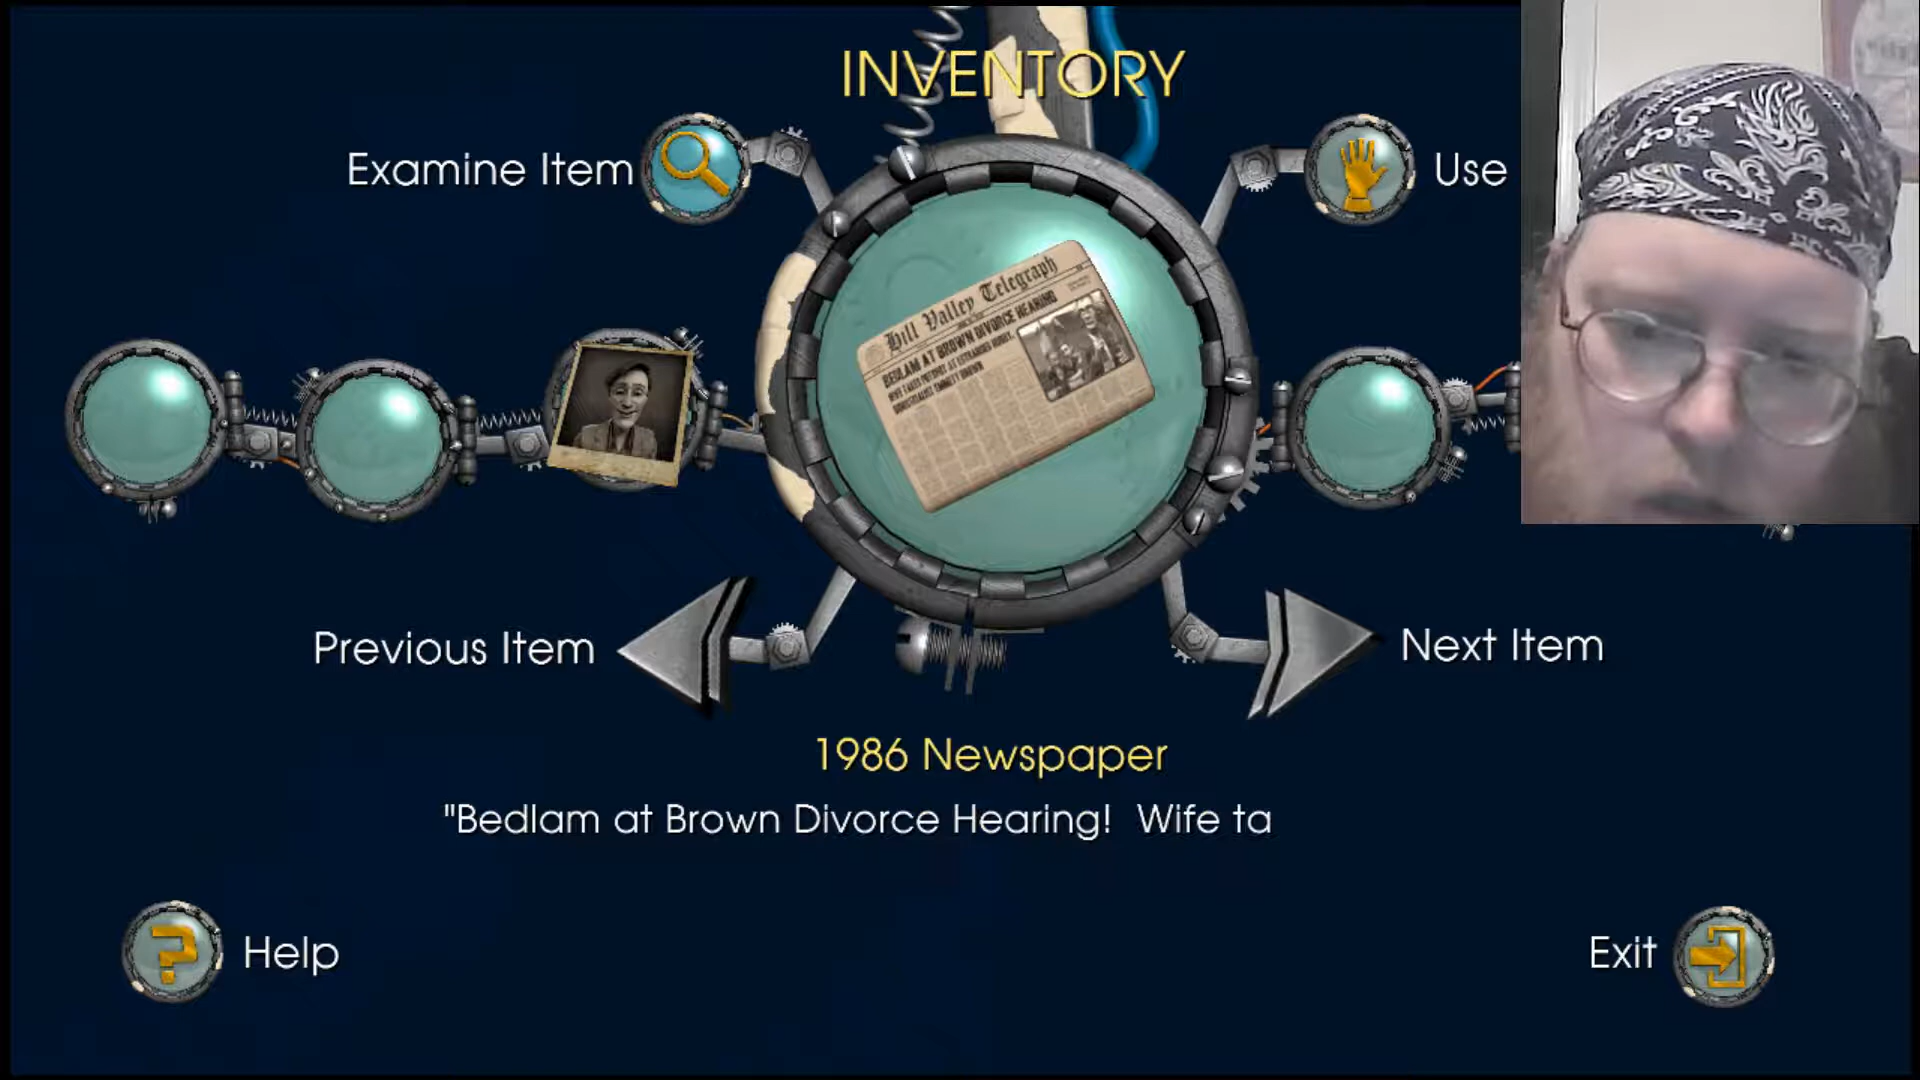 INVENTORY
Examine Item
Use
Hill Valley Telegraph
BEDLAM AT BROWN DIVORCE HEARING
Previous Item
Next Item
1986 Newspaper
"Bedlam at Brown Divorce Hearing!  Wife ta
Help
Exit